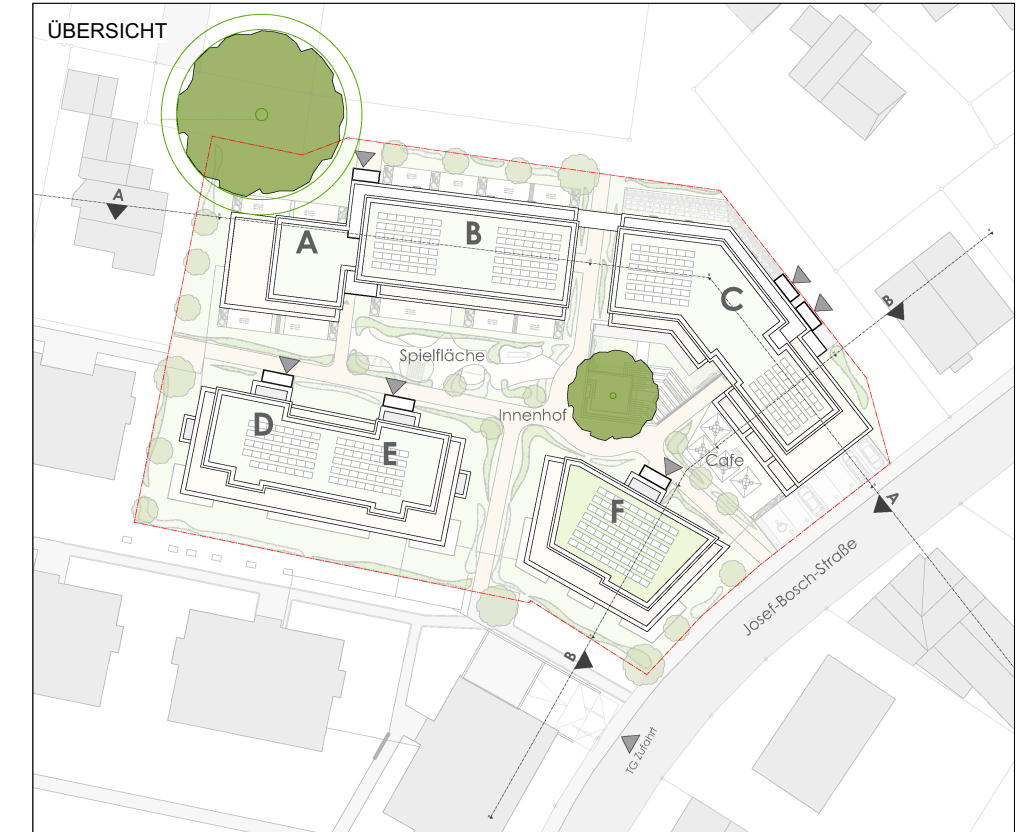 ÜBERSICHT
A
A
B
C
B
Spielfläche
Innenhof
D
E
Cafe
F
A
Josef-Bosch-Straße
B
TG Zufahrt